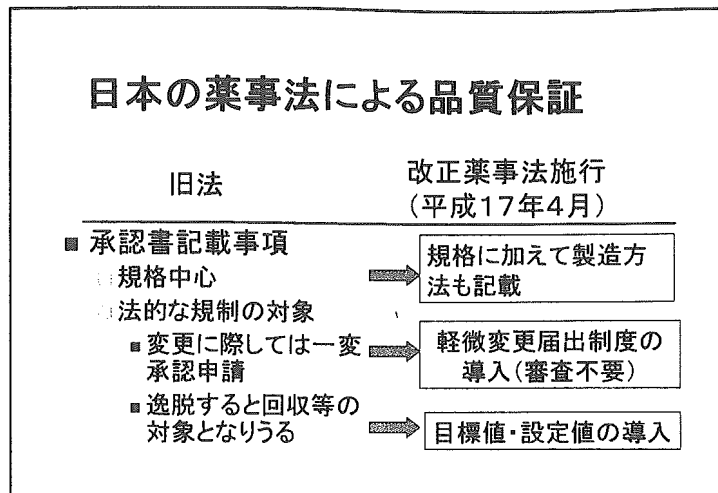 日本の薬事法による品質保証
旧法
改正薬事法施行
(平成17年4月)
■ 承認書記載事項
規格中心
規格に加えて製造方
法も記載
法的な規制の対象
■変更に際しては一変
承認申請
軽微変更届出制度の
導入(審査不要)
■逸脱すると回収等の
対象となりうる
目標値・設定値の導入